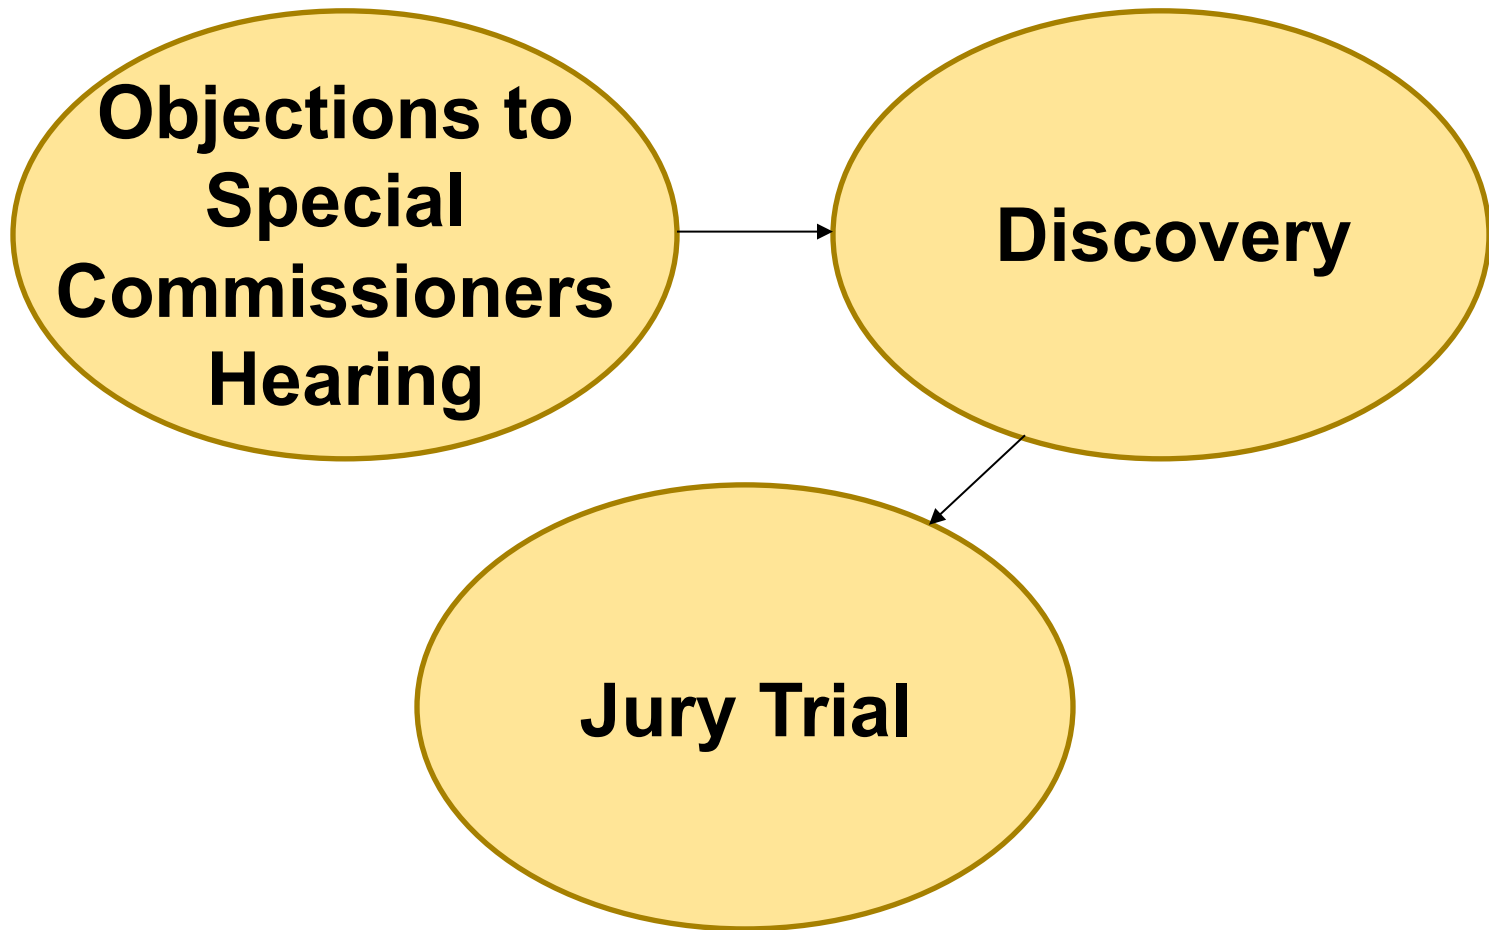 Objections to
Special
Commissioners
Hearing
Discovery
Jury Trial